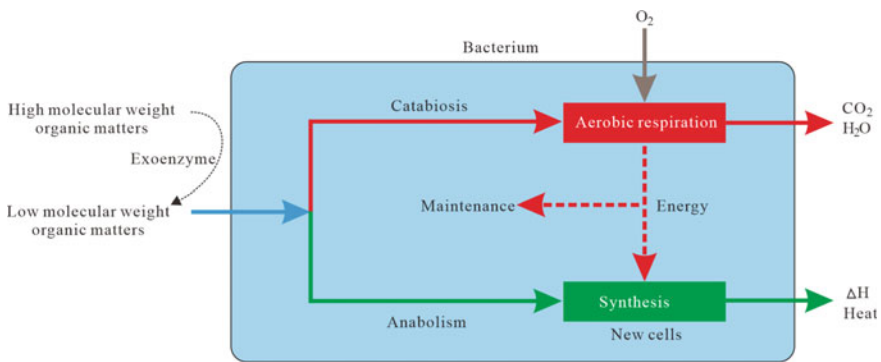 O₂
Bacterium
High molecular weight
organic matters
Catabiosis
Aerobic respiration
CO₂
H₂O
Exoenzyme
Low molecular weight
organic matters
Maintenance
Energy
Anabolism
Synthesis
New cells
ΔH
Heat